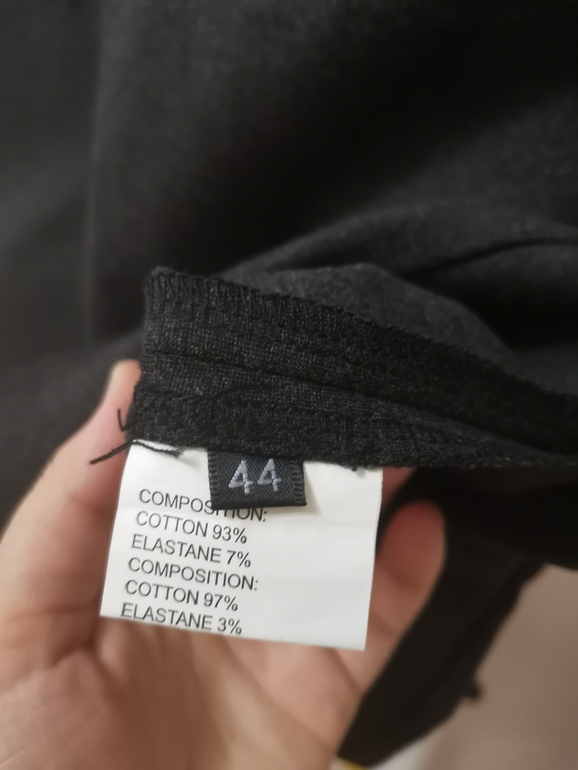 44
COMPOSITION:
COTTON 93%
ELASTANE 7%
COMPOSITION:
COTTON 97%
ELASTANE 3%